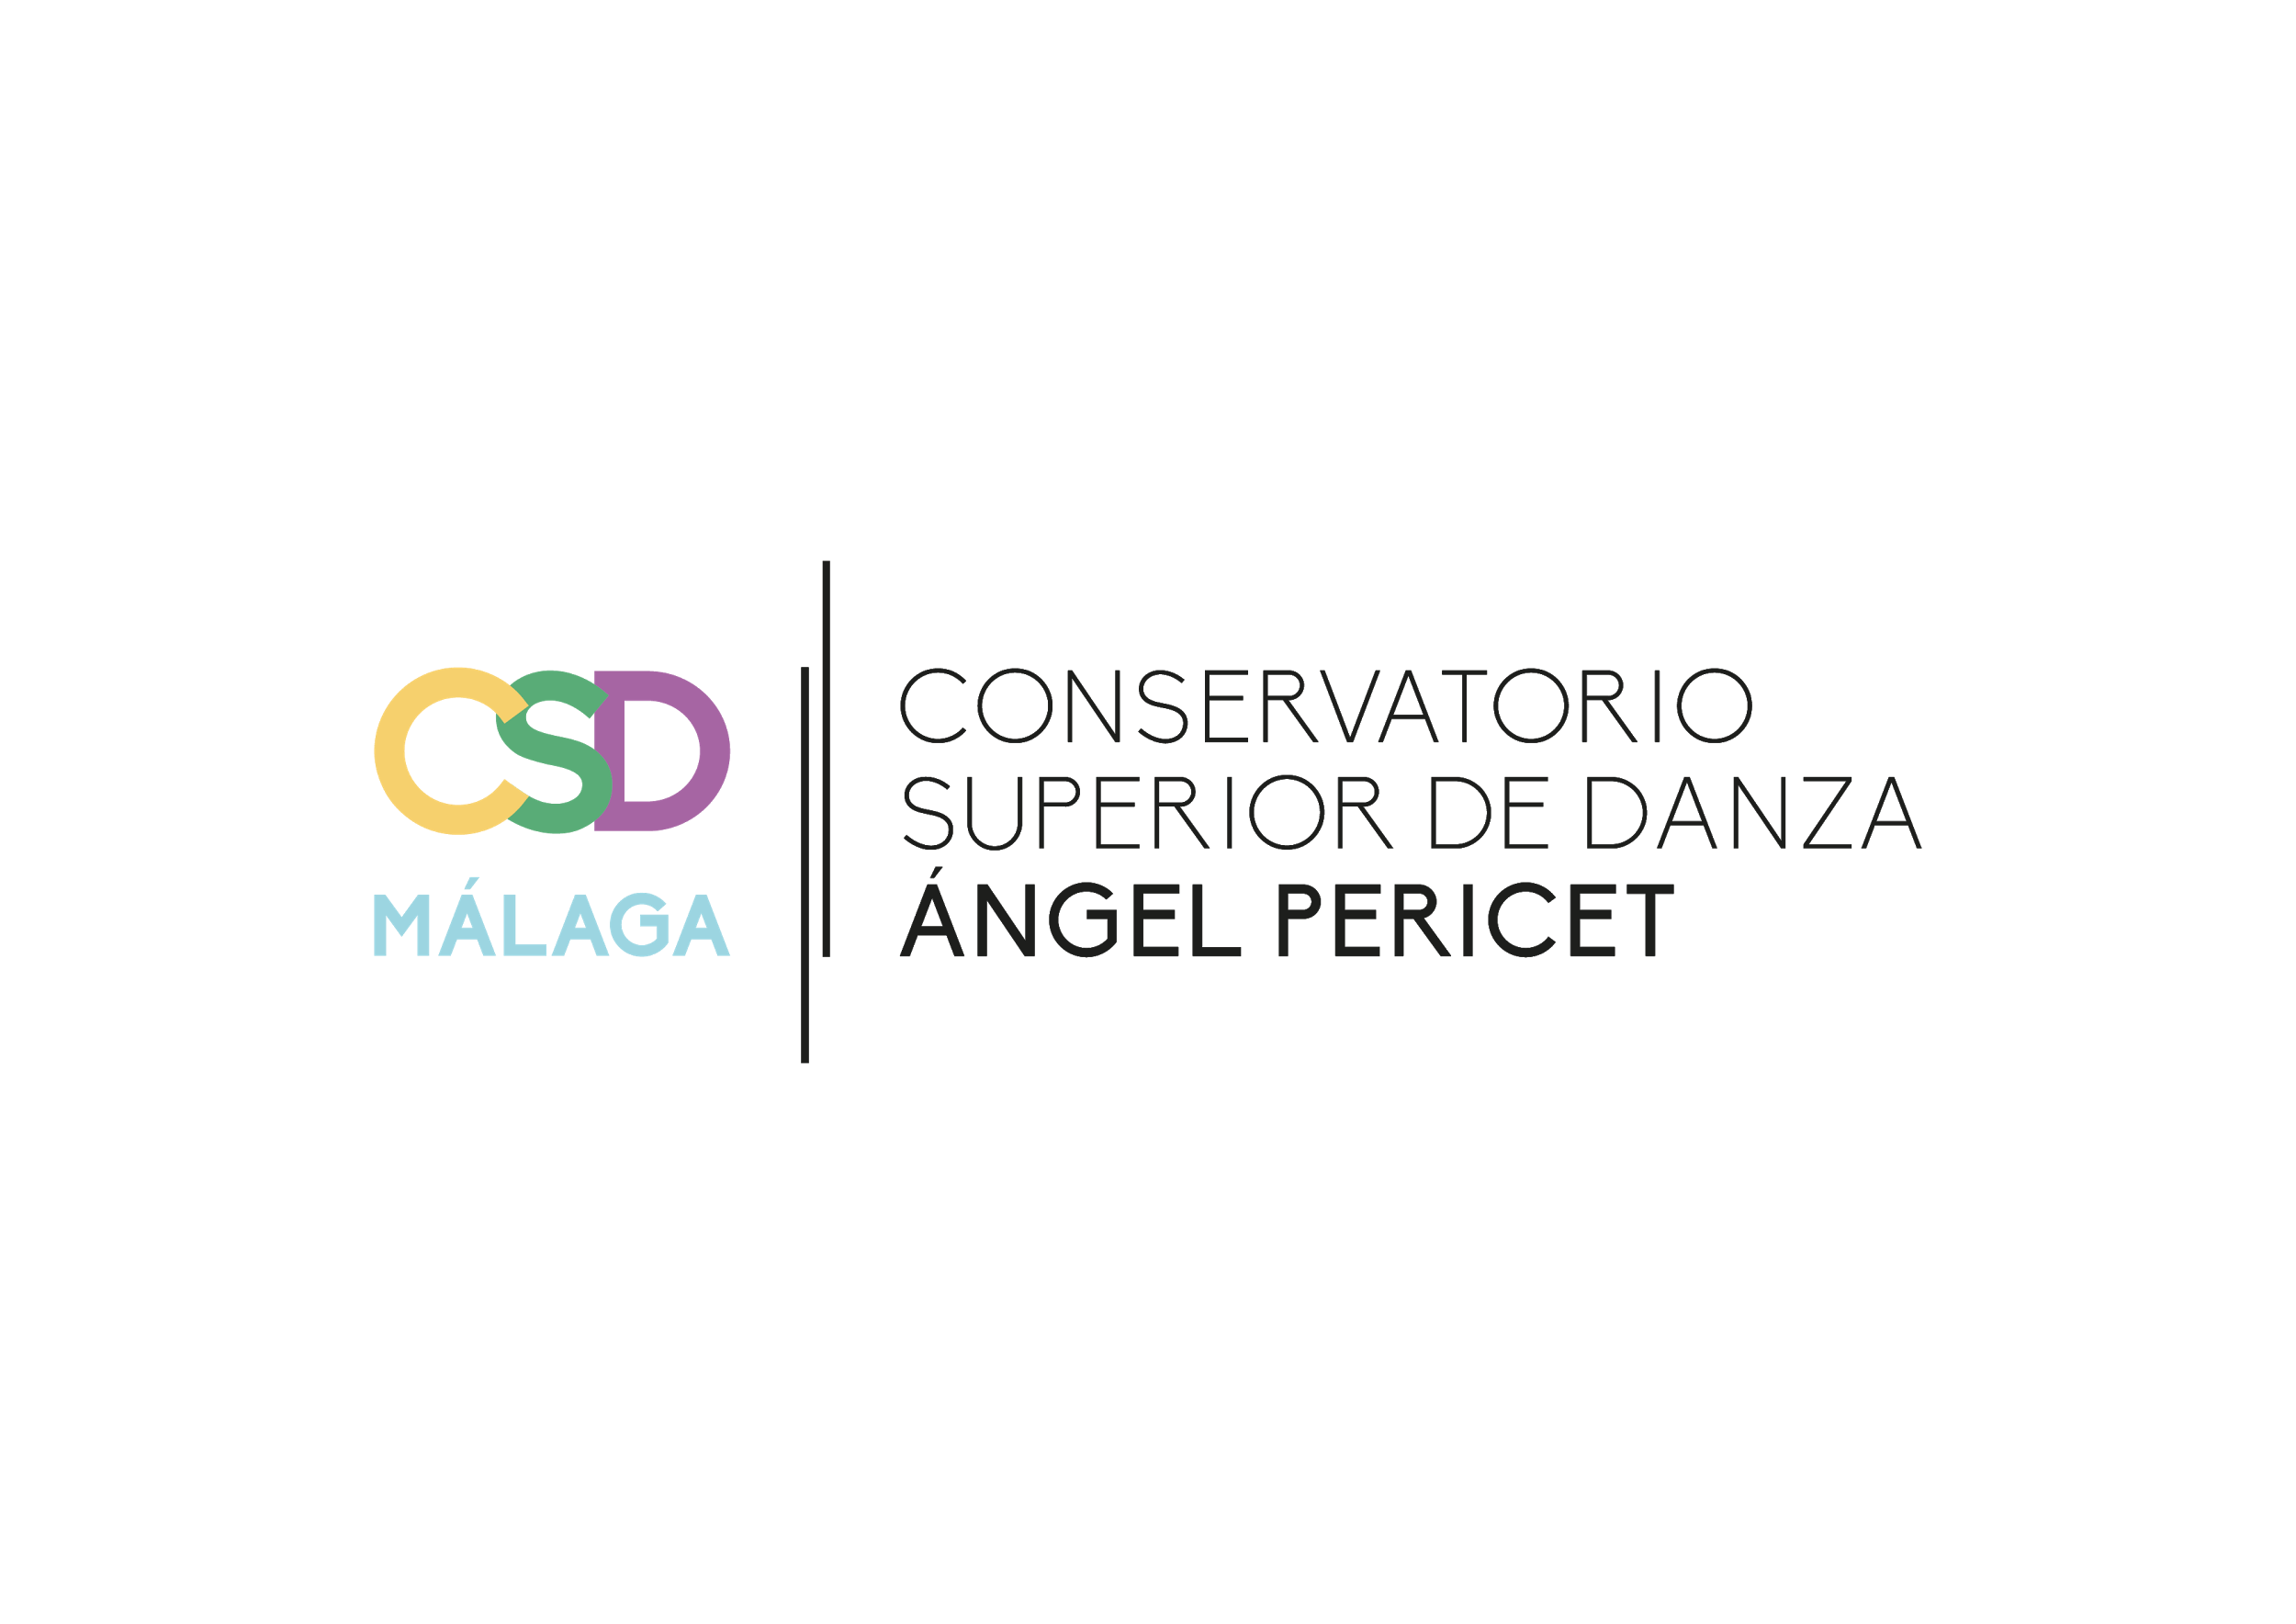 CSD
MÁLAGA
CONSERVATORIO
SUPERIOR DE DANZA
ÁNGEL PERICET